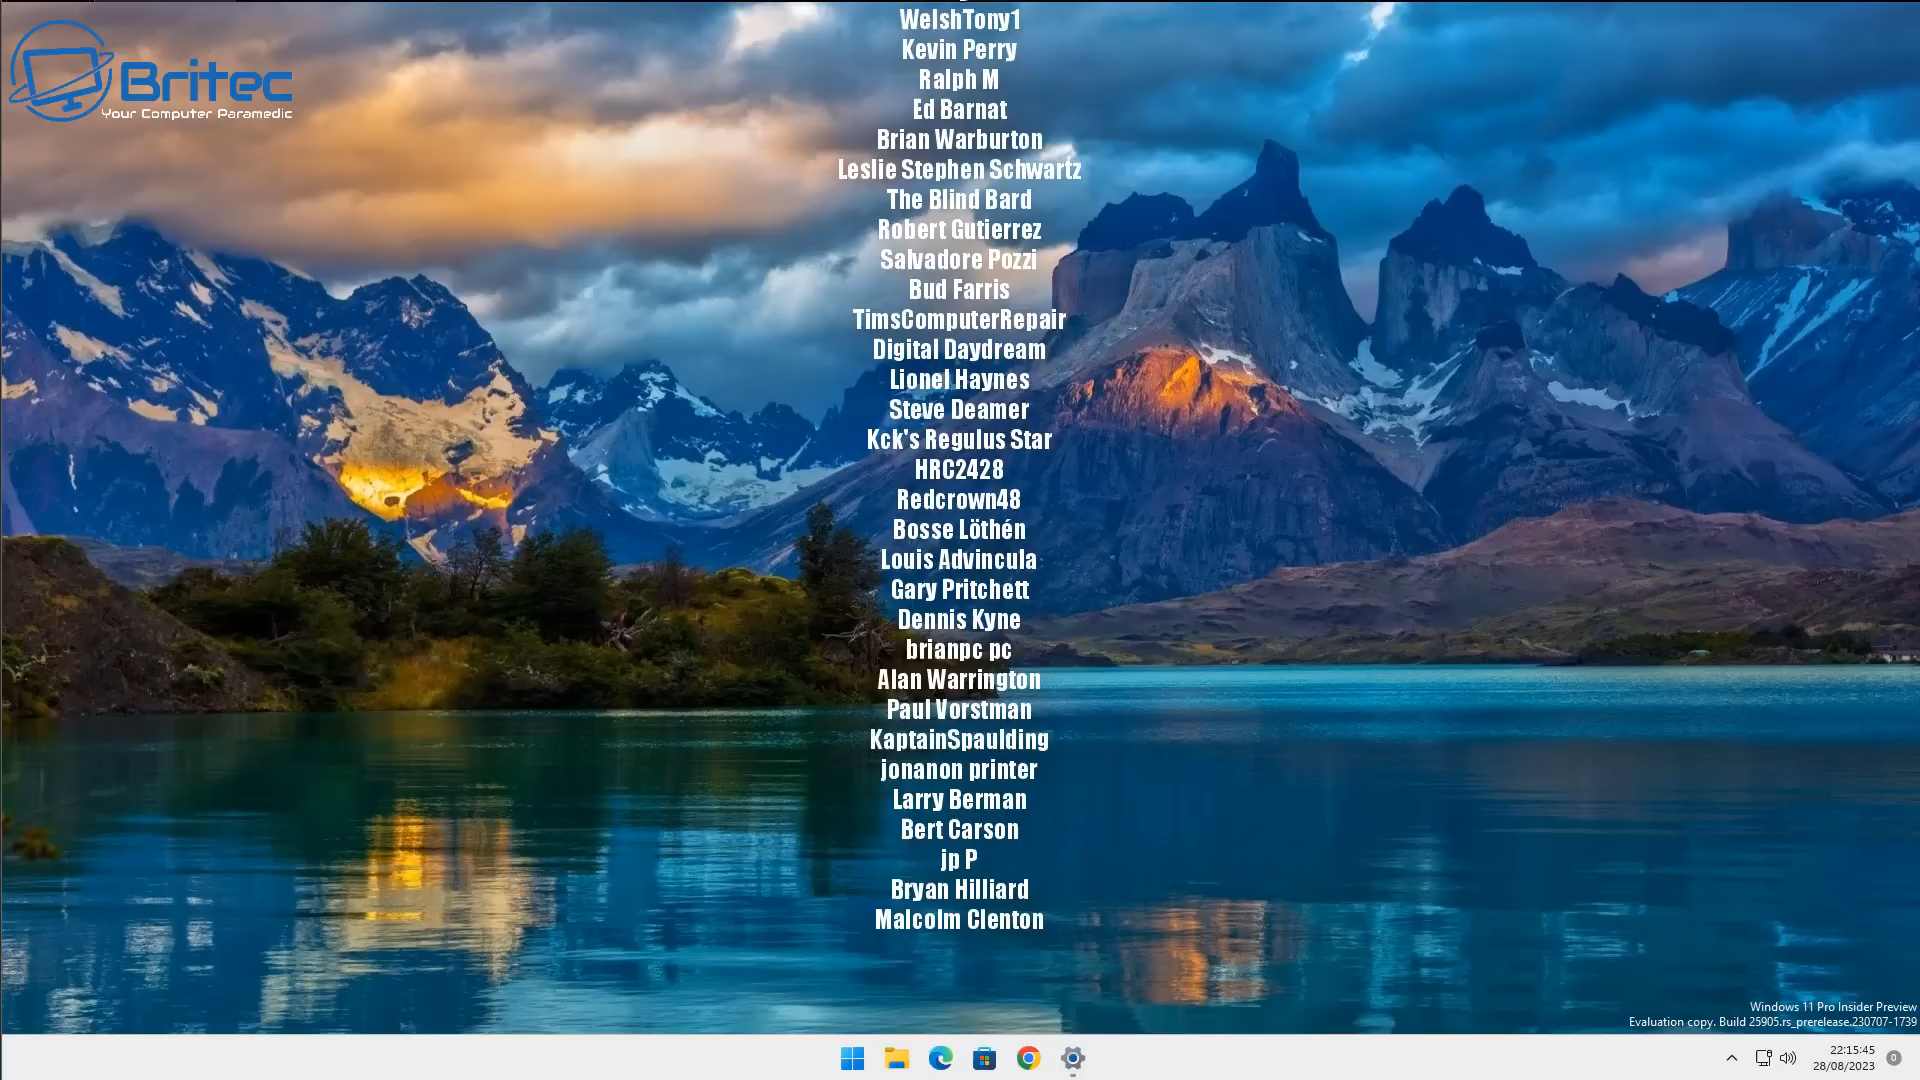 Britec
Your Computer Paramedic
WelshTony1
Kevin Perry
Ralph M
Ed Barnat
Brian Warburton
Leslie Stephen Schwartz
The Blind Bard
Robert Gutierrez
Salvadore Pozzi
Bud Farris
TimsComputerRepair
Digital Daydream
Lionel Haynes
Steve Deamer
Kck's Regulus Star
HRC2428
Redcrown48
Bosse Löthén
Louis Advincula
Gary Pritchett
Dennis Kyne
brianpc pc
Alan Warrington
Paul Vorstman
KaptainSpaulding
jonanon printer
Larry Berman
Bert Carson
jp P
Bryan Hilliard
Malcolm Clenton
Windows 11 Pro Insider Preview
Evaluation copy. Build 25905.rs_prerelease.230707-1739
22:15:45
28/08/2023
0